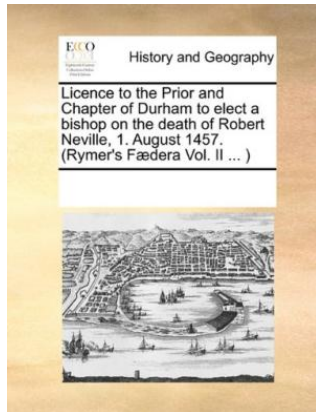 ECCO
History and Geography
Licence to the Prior and
Chapter of Durham to elect a
bishop on the death of Robert
Neville, 1. August 1457.
(Rymer's Fædera Vol. II ... )